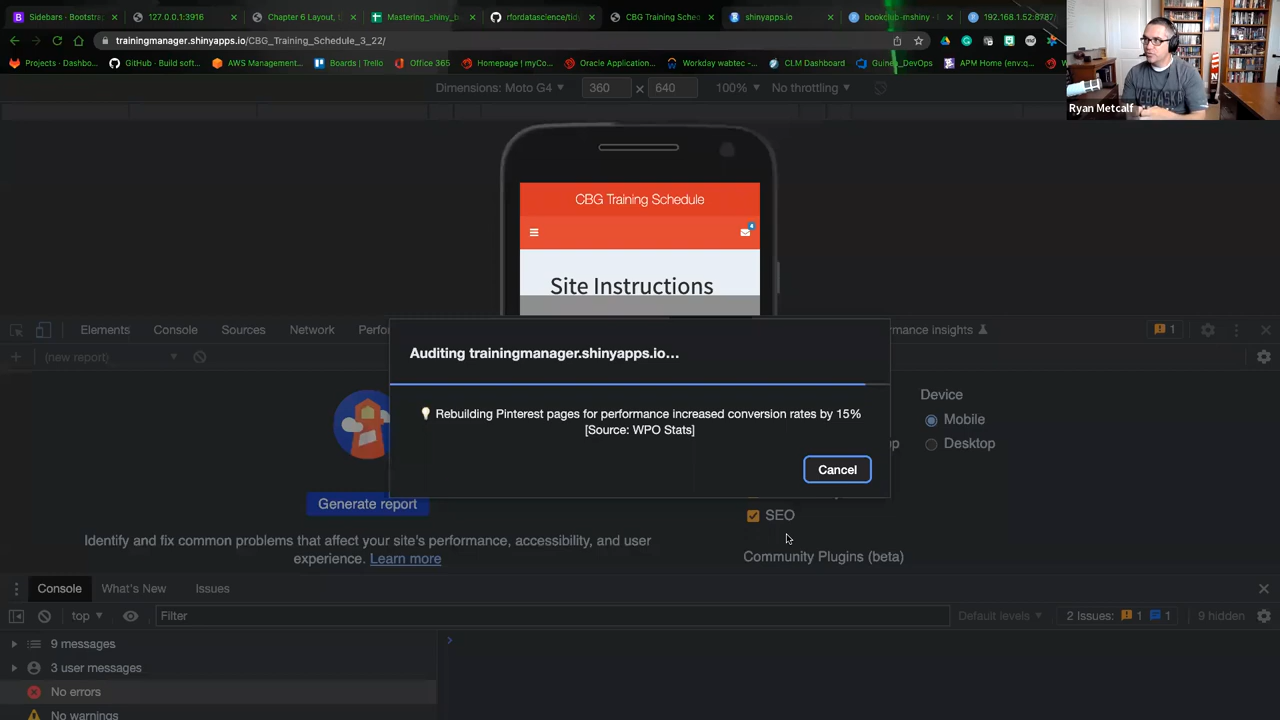 Sidebars - Bootstra
127.0.0.1:3916
Chapter 6 Layout, t
Mastering_shiny_b
rfordatascience/tid
CBG Training Sched
shinyapps.io
bookclub-mshiny
192.168.1.52:8787/
trainingmanager.shinyapps.io/CBG_Training_Schedule_3_22/
Projects · Dashbo...
GitHub · Build soft...
AWS Management...
Boards | Trello
Office 365
Homepage | myCo...
Oracle Application...
Workday wabtec -...
CLM Dashboard
Guinea_DevOps
APM Home (env:q...
Ryan Metcalf
Dimensions: Moto G4
360
×
640
100%
No throttling
CBG Training Schedule
4
Site Instructions
Elements
Console
Sources
Network
Perfo
rmance insights
1
(new report)
Auditing trainingmanager.shinyapps.io...
Rebuilding Pinterest pages for performance increased conversion rates by 15%
[Source: WPO Stats]
Cancel
Device
Mobile
Desktop
Generate report
SEO
Identify and fix common problems that affect your site's performance, accessibility, and user
experience. Learn more
Community Plugins (beta)
Console
What's New
Issues
top
Filter
Default levels
2 Issues:
1
1
9 hidden
9 messages
3 user messages
No errors
No warnings